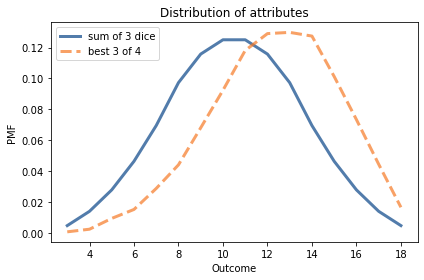 Distribution of attributes
sum of 3 dice
best 3 of 4
0.12
0.10
0.08
0.06
0.04
0.02
0.00
PMF
4 6 8 10 12 14 16 18
Outcome